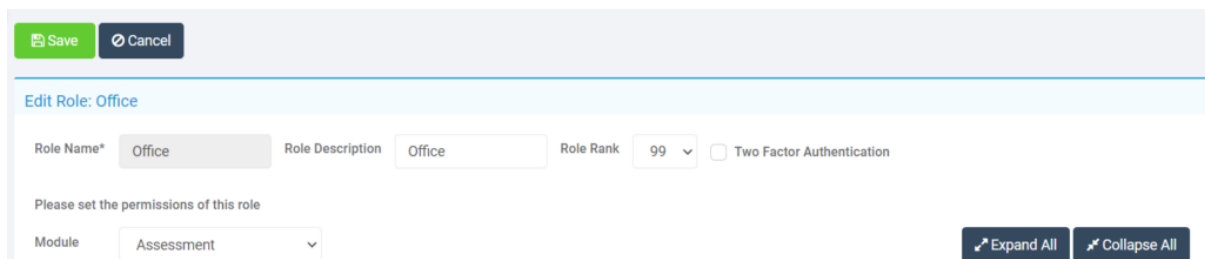 Save Cancel
Edit Role: Office
Role Name* Office Role Description Office Role Rank 99 Two Factor Authentication
Please set the permissions of this role
Module Assessment Expand All Collapse All